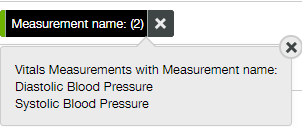 Measurement name: (2)
Vitals Measurements with Measurement name:
Diastolic Blood Pressure
Systolic Blood Pressure